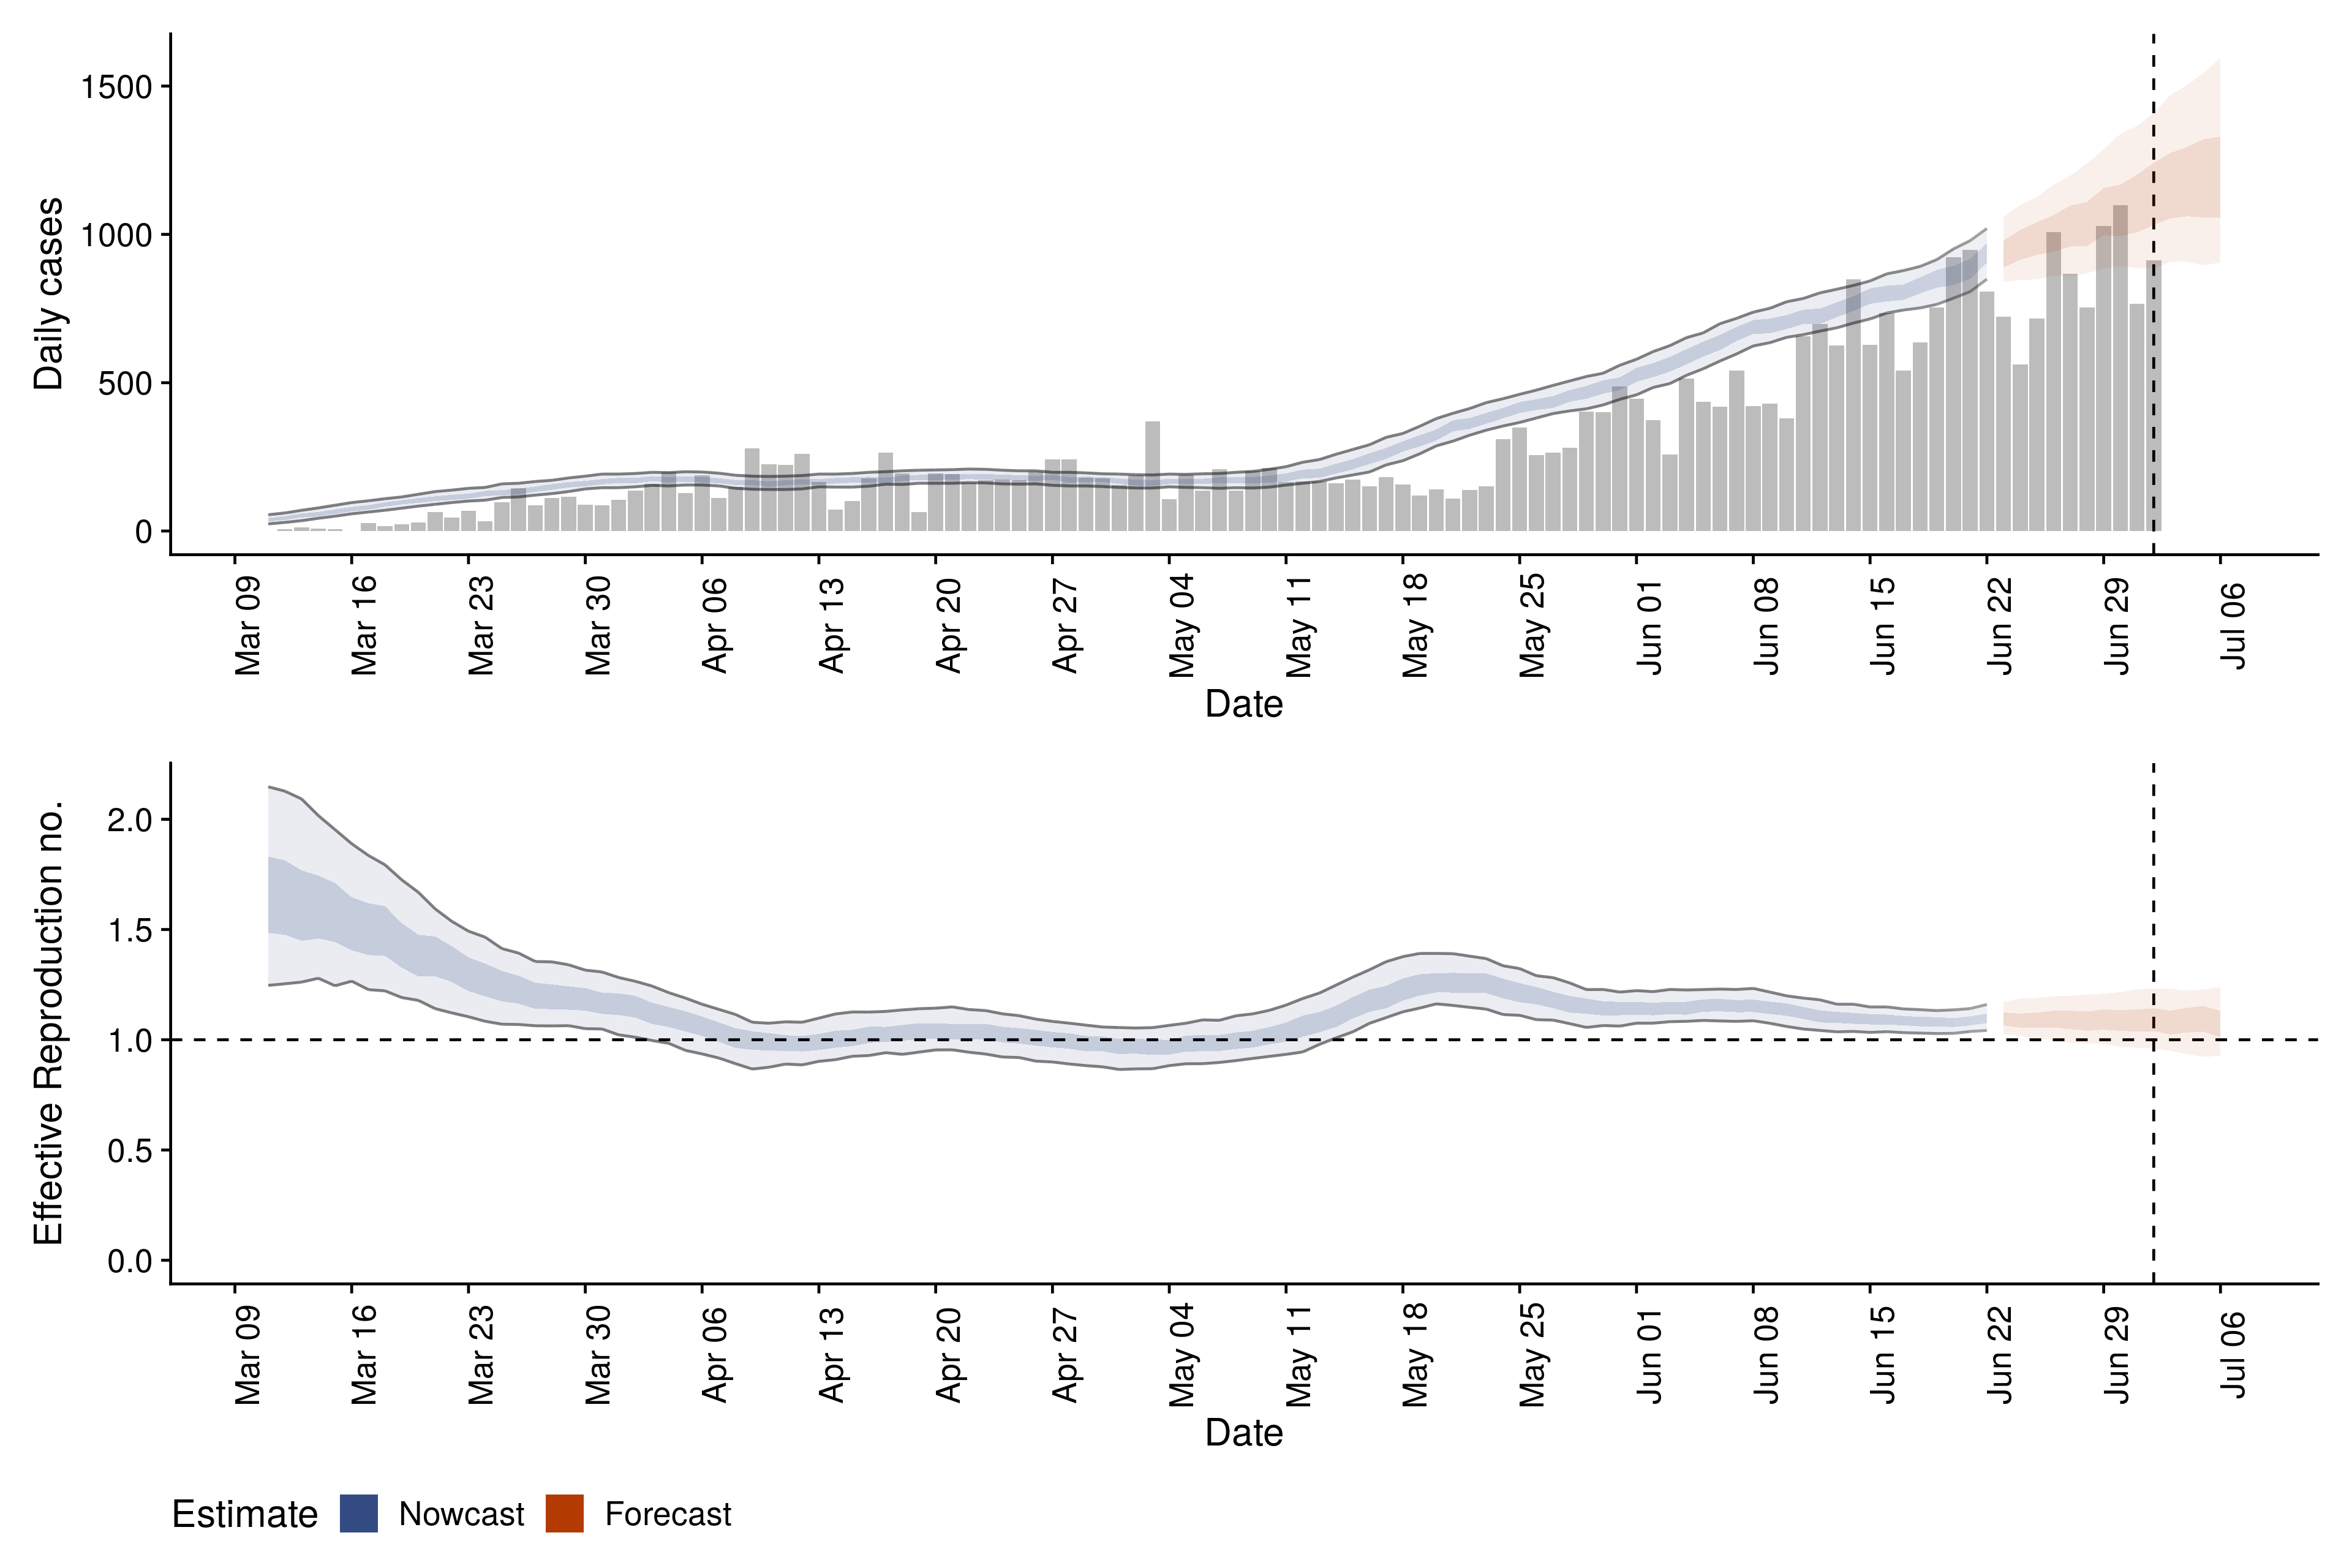 Daily cases
1500
1000
500
0
Mar 09
Mar 16
Mar 23
Mar 30
Apr 06
Apr 13
Apr 20
Apr 27
May 04
May 11
May 18
May 25
Jun 01
Jun 08
Jun 15
Jun 22
Jun 29
Jul 06
Date
Effective Reproduction no.
2.0
1.5
1.0
0.5
0.0
Mar 09
Mar 16
Mar 23
Mar 30
Apr 06
Apr 13
Apr 20
Apr 27
May 04
May 11
May 18
May 25
Jun 01
Jun 08
Jun 15
Jun 22
Jun 29
Jul 06
Date
Estimate Nowcast Forecast